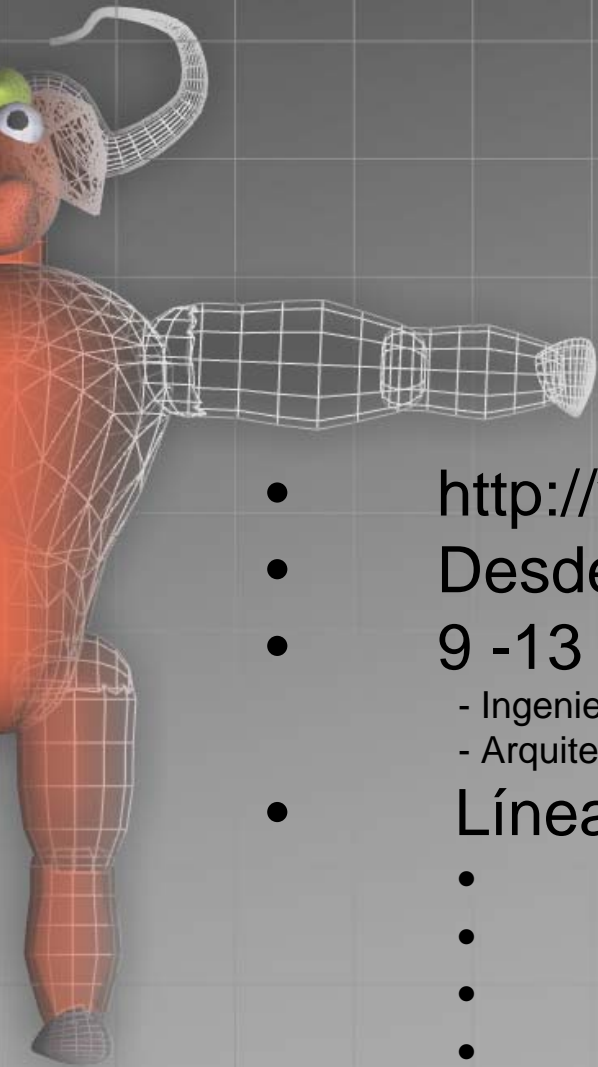 • http://
• Desde
• 9 -13
- Ingenie
- Arquite
• Línea
•
•
•
•